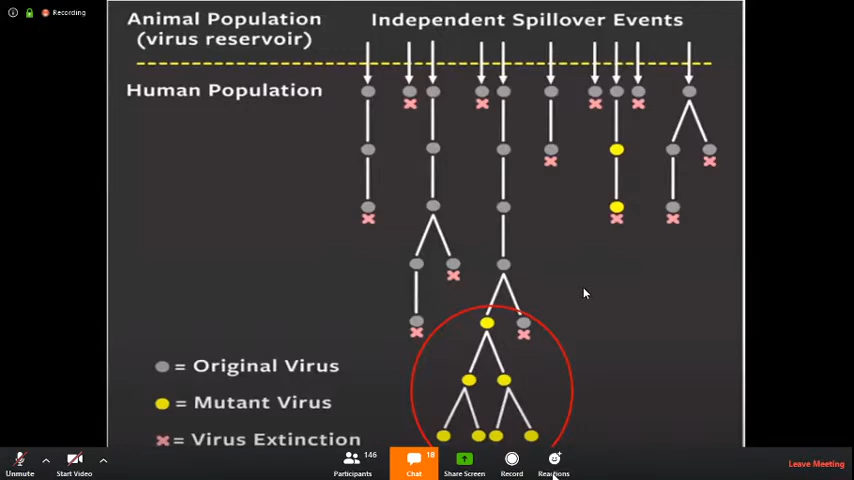 Recording
Animal Population
(virus reservoir)
Independent Spillover Events
Human Population
= Original Virus
= Mutant Virus
= Virus Extinction
Unmute
Start Video
146
Participants
18
Chat
Share Screen
Record
Reactions
Leave Meeting